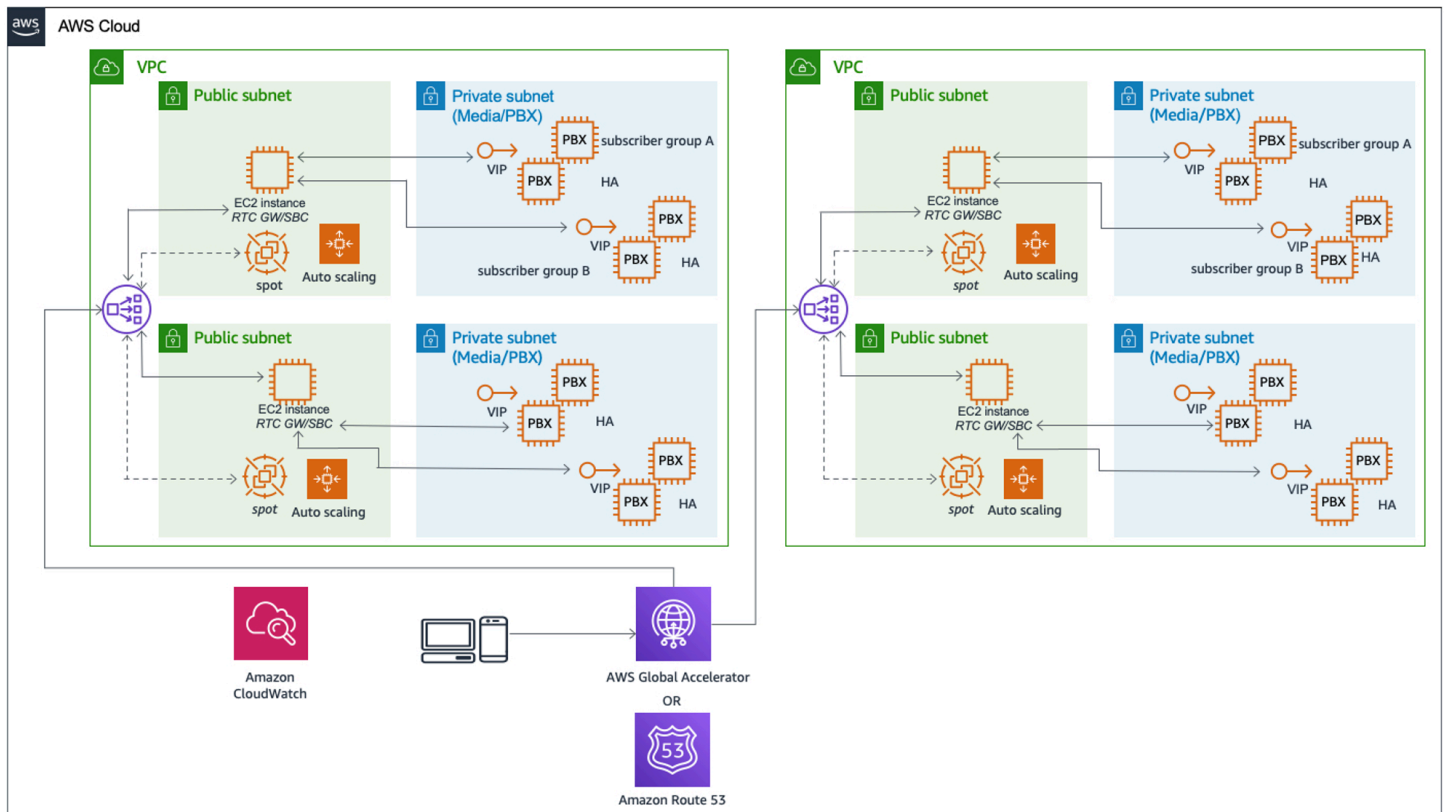 aws
AWS Cloud
VPC
Public subnet
EC2 instance
RTC GW/SBC
spot
Auto scaling
Private subnet
(Media/PBX)
PBX
subscriber group A
VIP
PBX
HA
PBX
VIP
PBX
HA
subscriber group B
Public subnet
EC2 instance
RTC GW/SBC
spot
Auto scaling
Private subnet
(Media/PBX)
PBX
VIP
PBX
HA
PBX
VIP
PBX
HA
VPC
Public subnet
EC2 instance
RTC GW/SBC
spot
Auto scaling
Private subnet
(Media/PBX)
PBX
subscriber group A
VIP
PBX
HA
PBX
VIP
PBX
HA
subscriber group B
Public subnet
EC2 instance
RTC GW/SBC
spot
Auto scaling
Private subnet
(Media/PBX)
PBX
VIP
PBX
HA
PBX
VIP
PBX
HA
Amazon
CloudWatch
AWS Global Accelerator
OR
53
Amazon Route 53